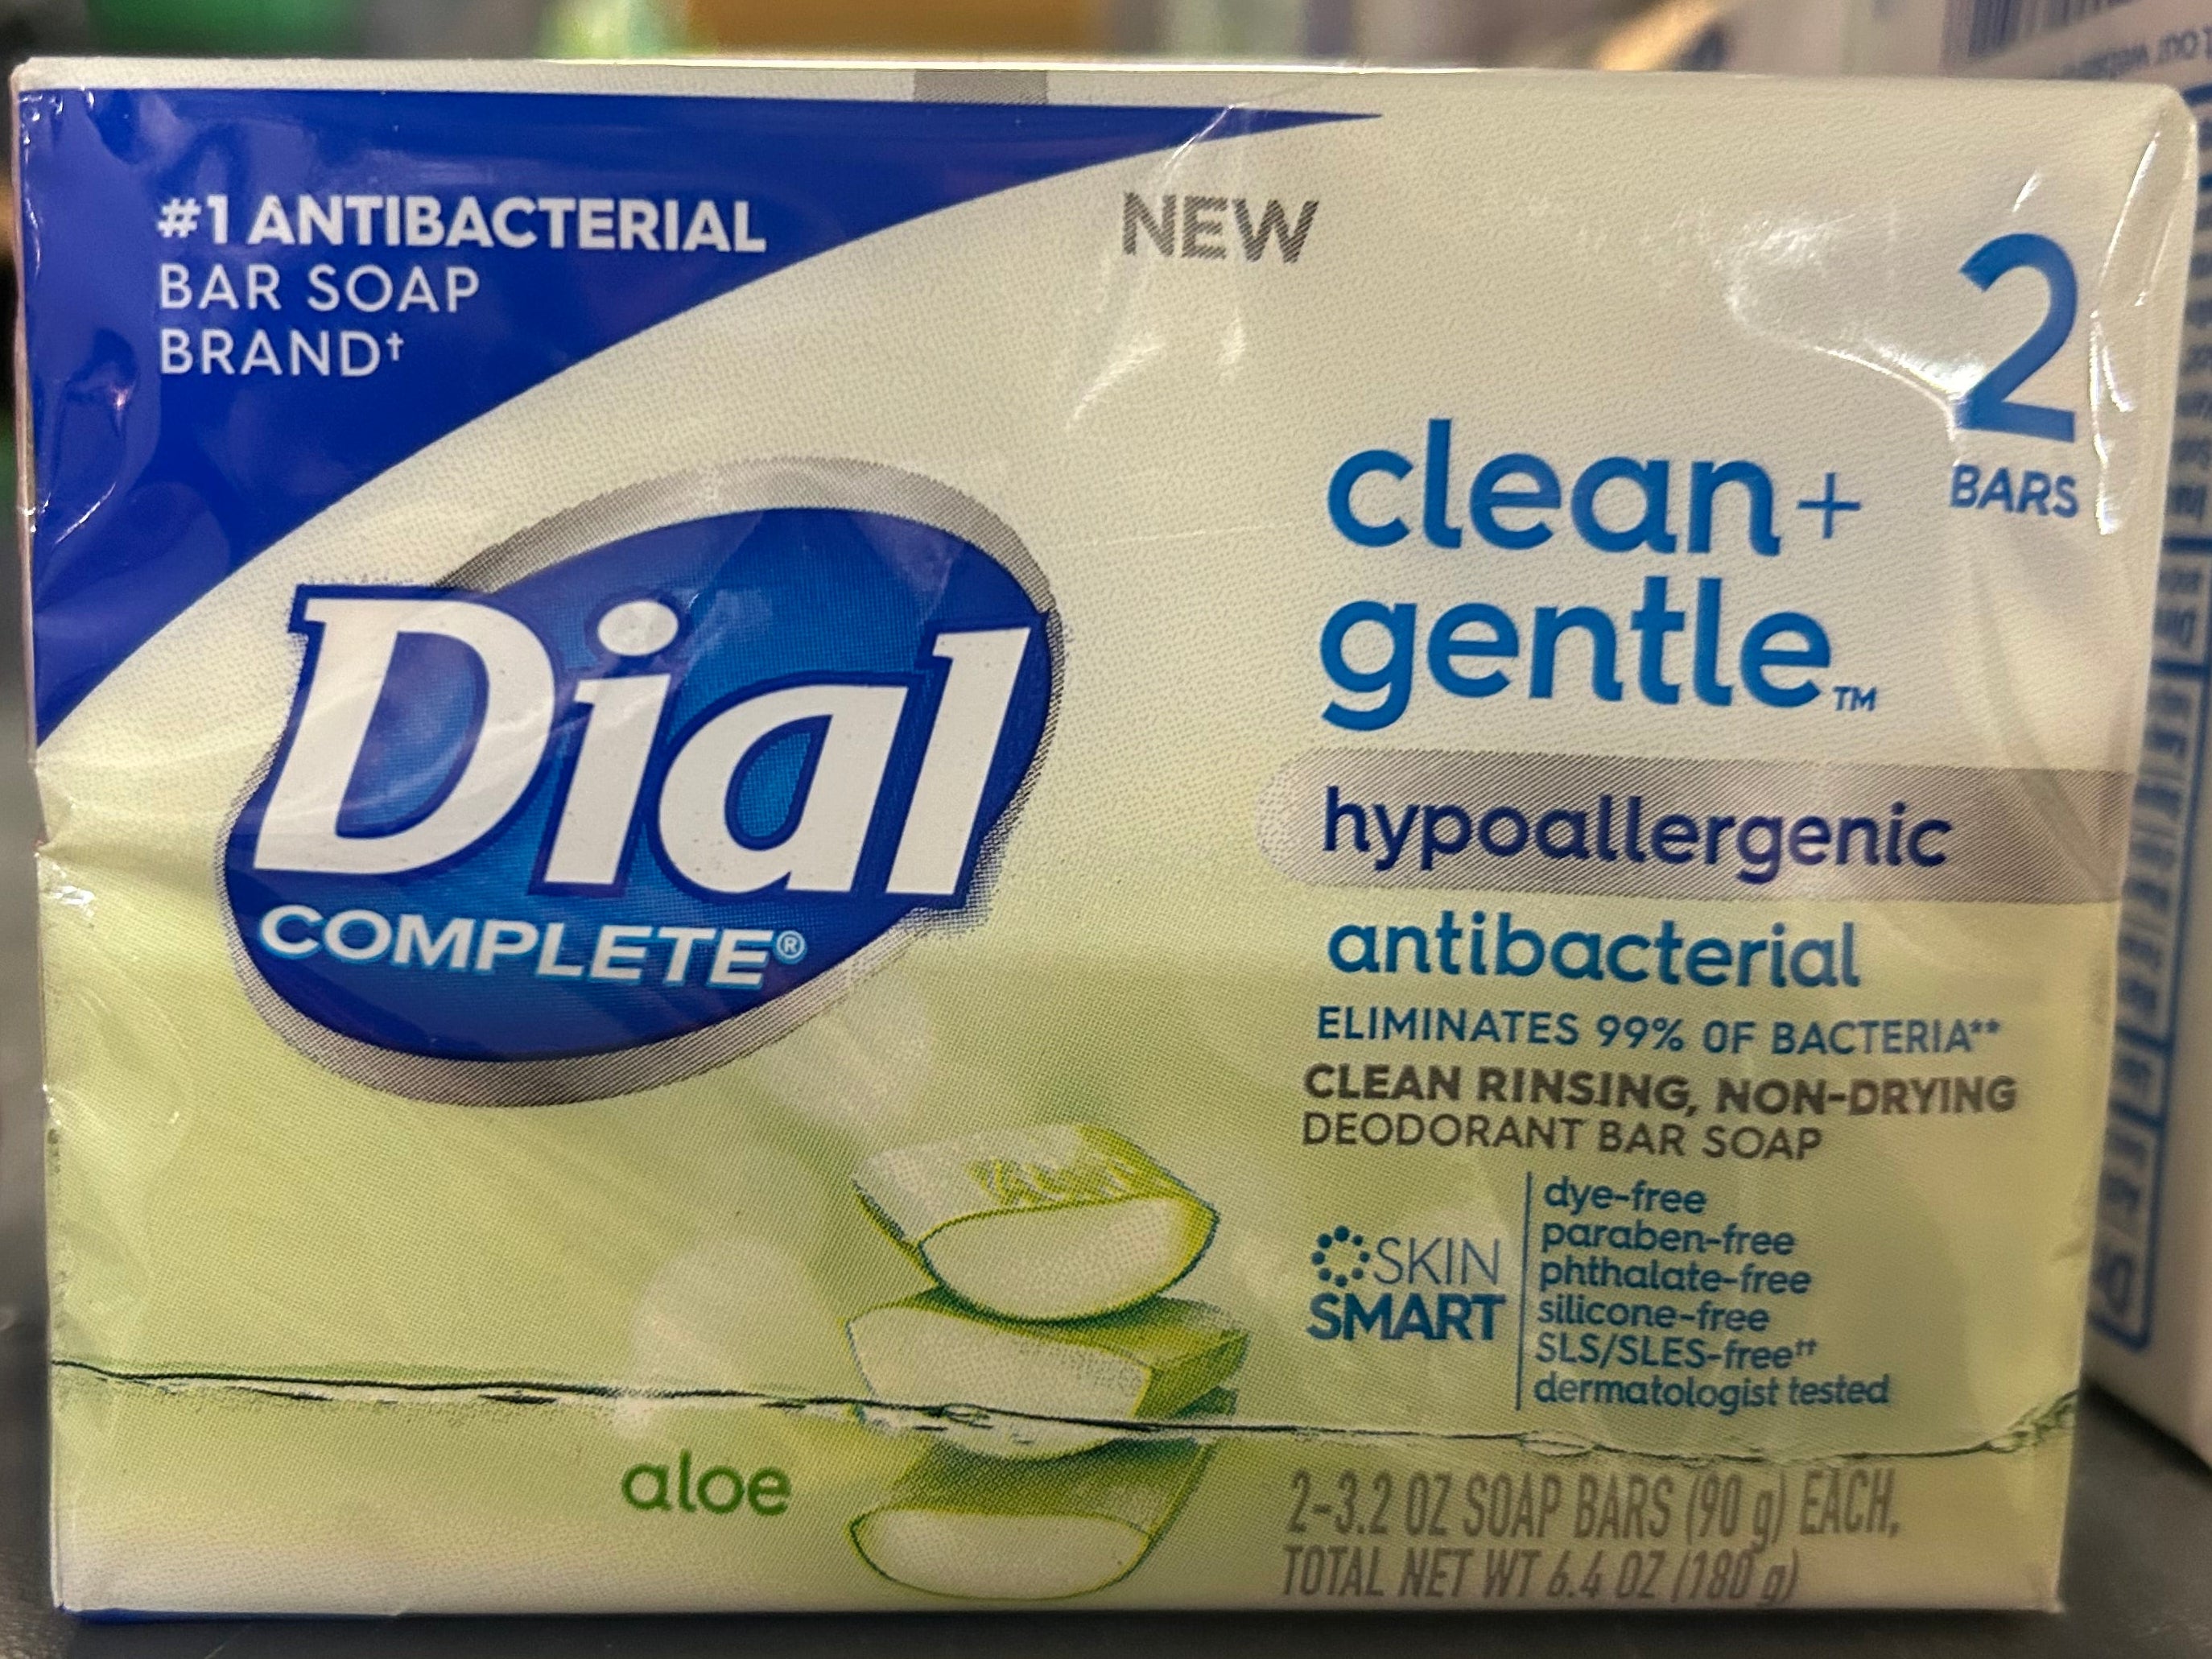 #1 ANTIBACTERIAL
BAR SOAP
BRAND†
NEW
2
BARS
Dial
COMPLETE®
clean+
gentle™
hypoallergenic
antibacterial
ELIMINATES 99% OF BACTERIA**
CLEAN RINSING, NON-DRYING
DEODORANT BAR SOAP
SKIN
SMART
dye-free
paraben-free
phthalate-free
silicone-free
SLS/SLES-free††
dermatologist tested
aloe
2-3.2 OZ SOAP BARS (90 g) EACH,
TOTAL NET WT 6.4 OZ (180 g)